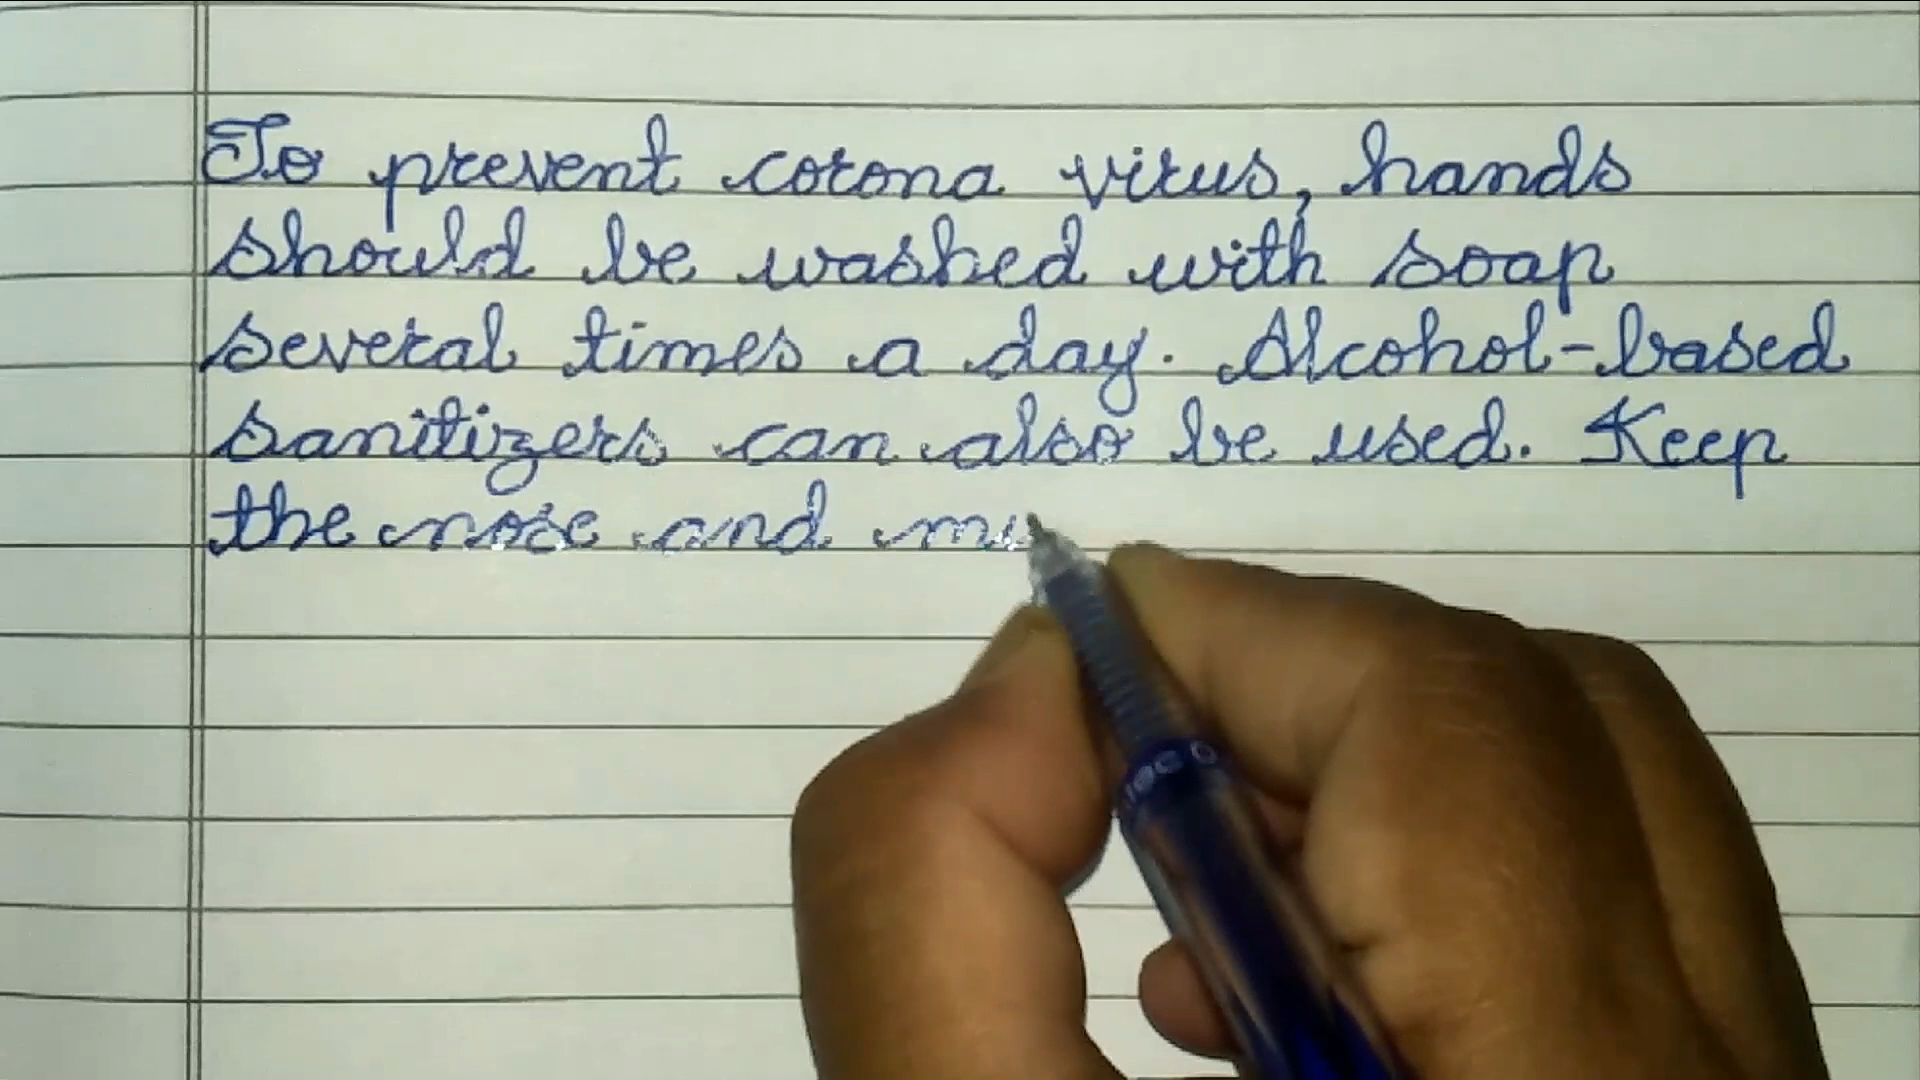 To prevent corona virus, hands
should be washed with soap
several times a day. Alcohol-based
sanitizers can also be used. Keep
the nose and